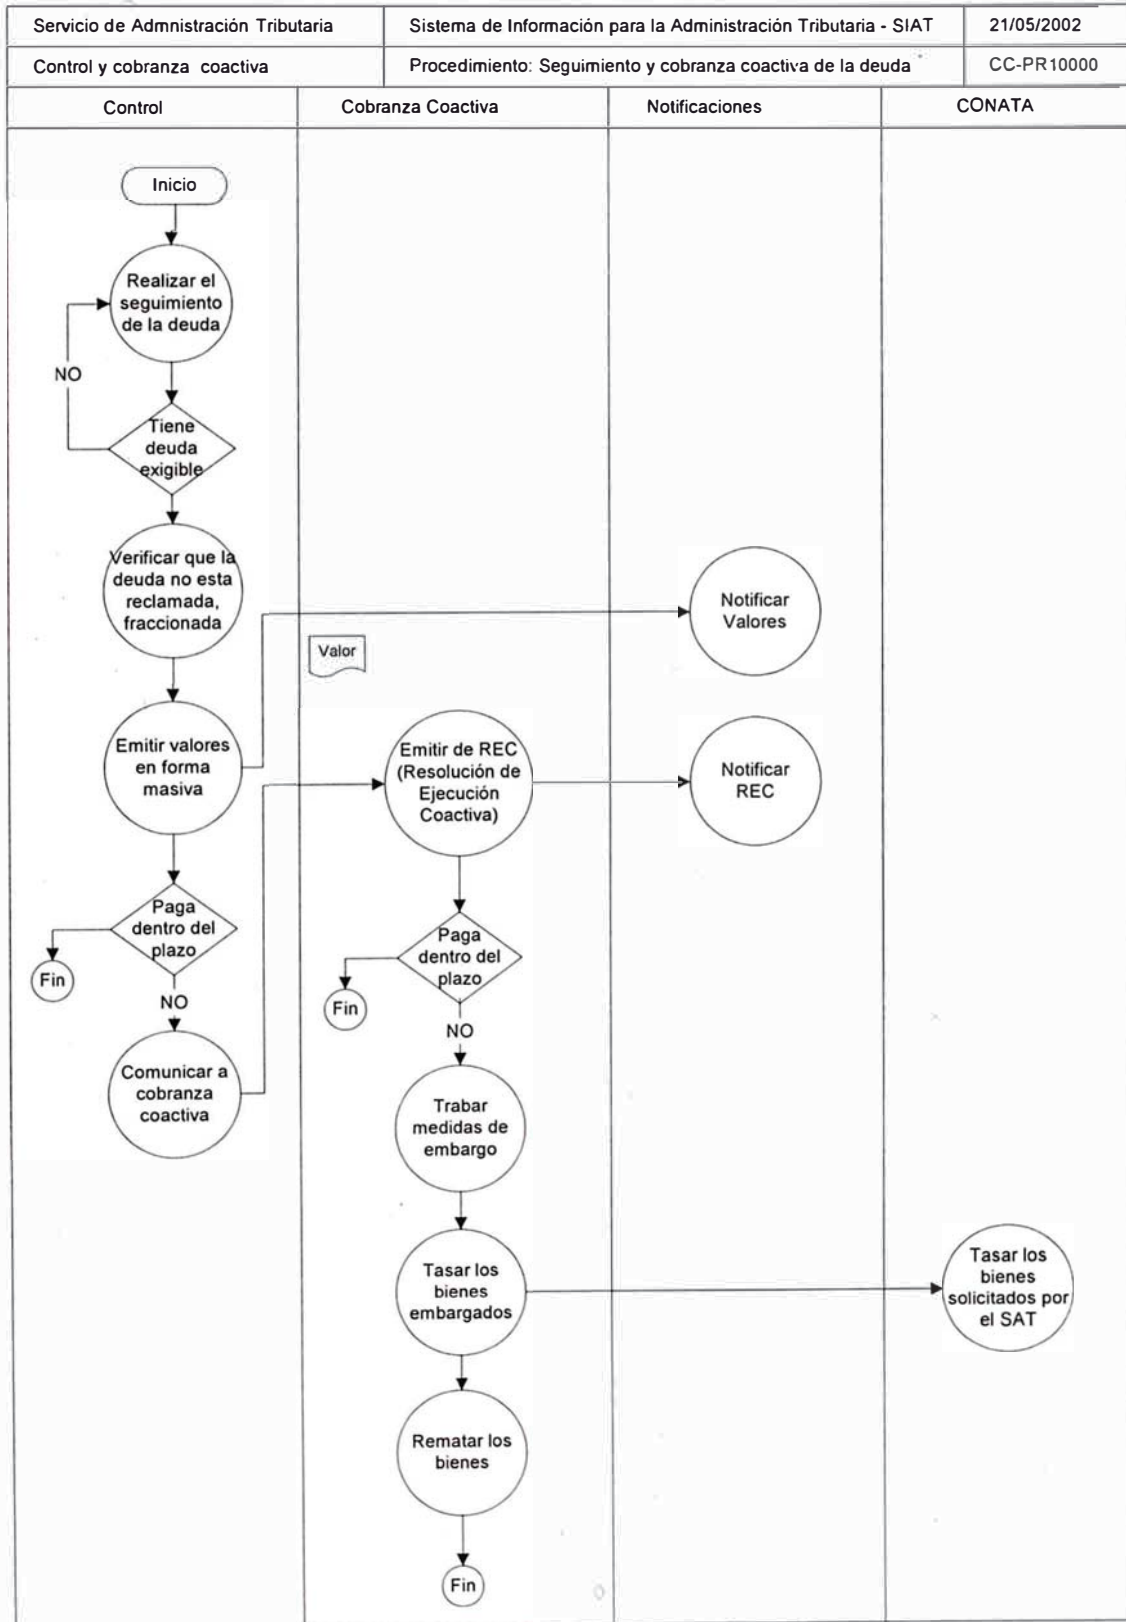 Servicio de Admnistración Tributaria
Sistema de Información para la Administración Tributaria - SIAT
21/05/2002
Control y cobranza coactiva
Procedimiento: Seguimiento y cobranza coactiva de la deuda
CC-PR10000
Control
Cobranza Coactiva
Notificaciones
CONATA
Inicio
Realizar el
seguimiento
de la deuda
NO
Tiene
deuda
exigible
Verificar que la
deuda no esta
reclamada,
fraccionada
Notificar
Valores
Valor
Emitir valores
en forma
masiva
Emitir de REC
(Resolución de
Ejecución
Coactiva)
Notificar
REC
Paga
dentro del
plazo
Fin
NO
Paga
dentro del
plazo
Fin
NO
Comunicar a
cobranza
coactiva
Trabar
medidas de
embargo
Tasar los
bienes
embargados
Tasar los
bienes
solicitados por
el SAT
Rematar los
bienes
Fin